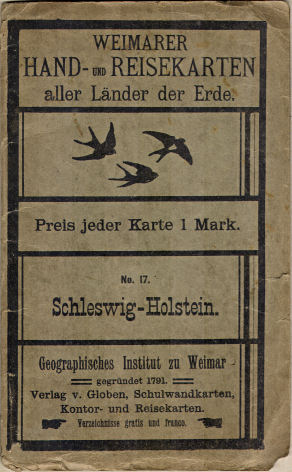 WEIMARER
HAND- UND REISEKARTEN
aller Länder der Erde.
Preis jeder Karte 1 Mark.
No. 17.
Schleswig-Holstein.
Geographisches Institut zu Weimar
gegründet 1791.
Verlag v. Globen, Schulwandkarten,
Kontor- und Reisekarten.
Verzeichnisse gratis und franco.